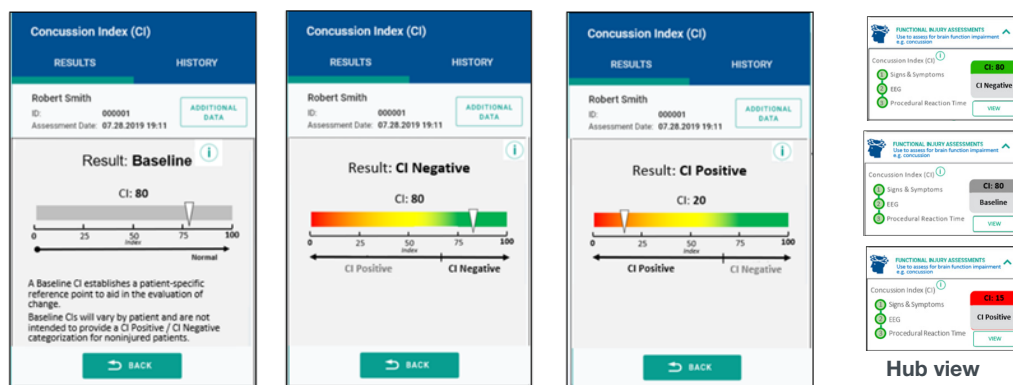 Concussion Index (CI)
RESULTS HISTORY
Robert Smith
ID: 000001
Assessment Date: 07.28.2019 19:11
ADDITIONAL
DATA
Result: Baseline
i
CI: 80
0 25 50 75 100
Index
Normal
A Baseline CI establishes a patient-specific
reference point to aid in the evaluation of
change.
Baseline CIs will vary by patient and are not
intended to provide a CI Positive / CI Negative
categorization for noninjured patients.
BACK
Concussion Index (CI)
RESULTS HISTORY
Robert Smith
ID: 000001
Assessment Date: 07.28.2019 19:11
ADDITIONAL
DATA
i
Result: CI Negative
CI: 80
0 25 50 75 100
Index
CI Positive CI Negative
BACK
Concussion Index (CI)
RESULTS HISTORY
Robert Smith
ID: 000001
Assessment Date: 07.28.2019 19:11
ADDITIONAL
DATA
i
Result: CI Positive
CI: 20
0 25 50 75 100
Index
CI Positive CI Negative
BACK
FUNCTIONAL INJURY ASSESSMENTS
Use to assess for brain function impairment
e.g. concussion
Concussion Index (CI) i
1 Signs & Symptoms
2 EEG
3 Procedural Reaction Time
CI: 80
CI Negative
VIEW
FUNCTIONAL INJURY ASSESSMENTS
Use to assess for brain function impairment
e.g. concussion
Concussion Index (CI) i
1 Signs & Symptoms
2 EEG
3 Procedural Reaction Time
CI: 80
Baseline
VIEW
FUNCTIONAL INJURY ASSESSMENTS
Use to assess for brain function impairment
e.g. concussion
Concussion Index (CI) i
1 Signs & Symptoms
2 EEG
3 Procedural Reaction Time
CI: 15
CI Positive
VIEW
Hub view